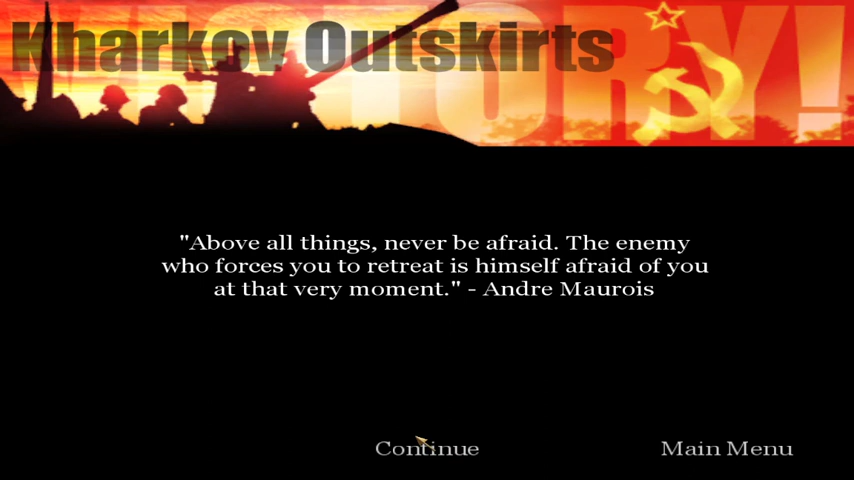 Kharkov Outskirts
VICTORY!
"Above all things, never be afraid. The enemy
who forces you to retreat is himself afraid of you
at that very moment." - Andre Maurois
Continue
Main Menu